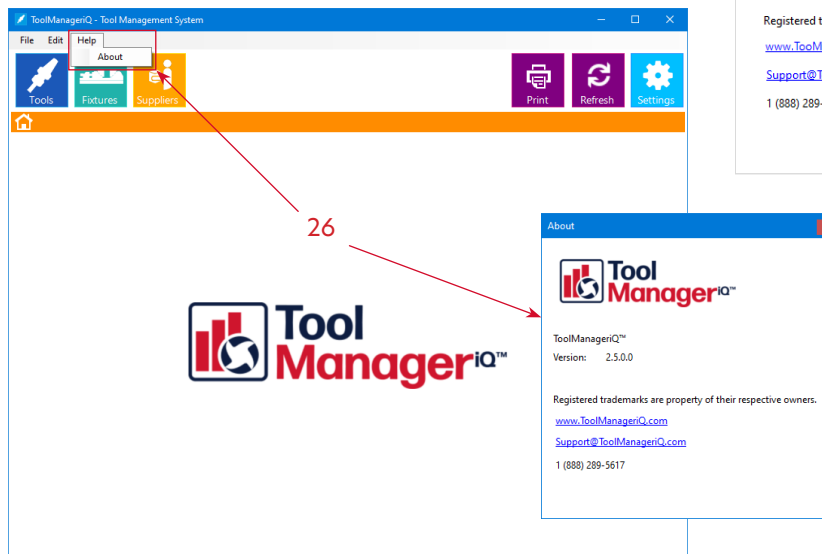 ToolManageriQ - Tool Management System
File Edit Help
About
Tools Fixtures Suppliers Print Refresh Settings
26
Tool
ManageriQ™
Registered
www.TooM
Support@T
1 (888) 289-
About
Tool
ManageriQ™
ToolManageriQ™
Version: 2.5.0.0
Registered trademarks are property of their respective owners.
www.ToolManageriQ.com
Support@ToolManageriQ.com
1 (888) 289-5617